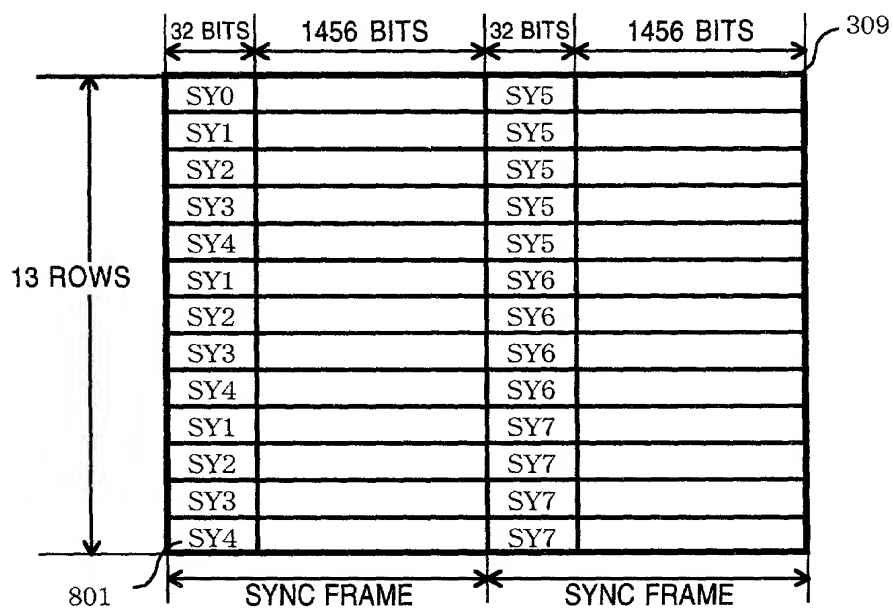 32 BITS 1456 BITS 32 BITS 1456 BITS 309
SY0 SY5
SY1 SY5
SY2 SY5
SY3 SY5
SY4 SY5
13 ROWS SY1 SY6
SY2 SY6
SY3 SY6
SY4 SY6
SY1 SY7
SY2 SY7
SY3 SY7
SY4 SY7
801 SYNC FRAME SYNC FRAME